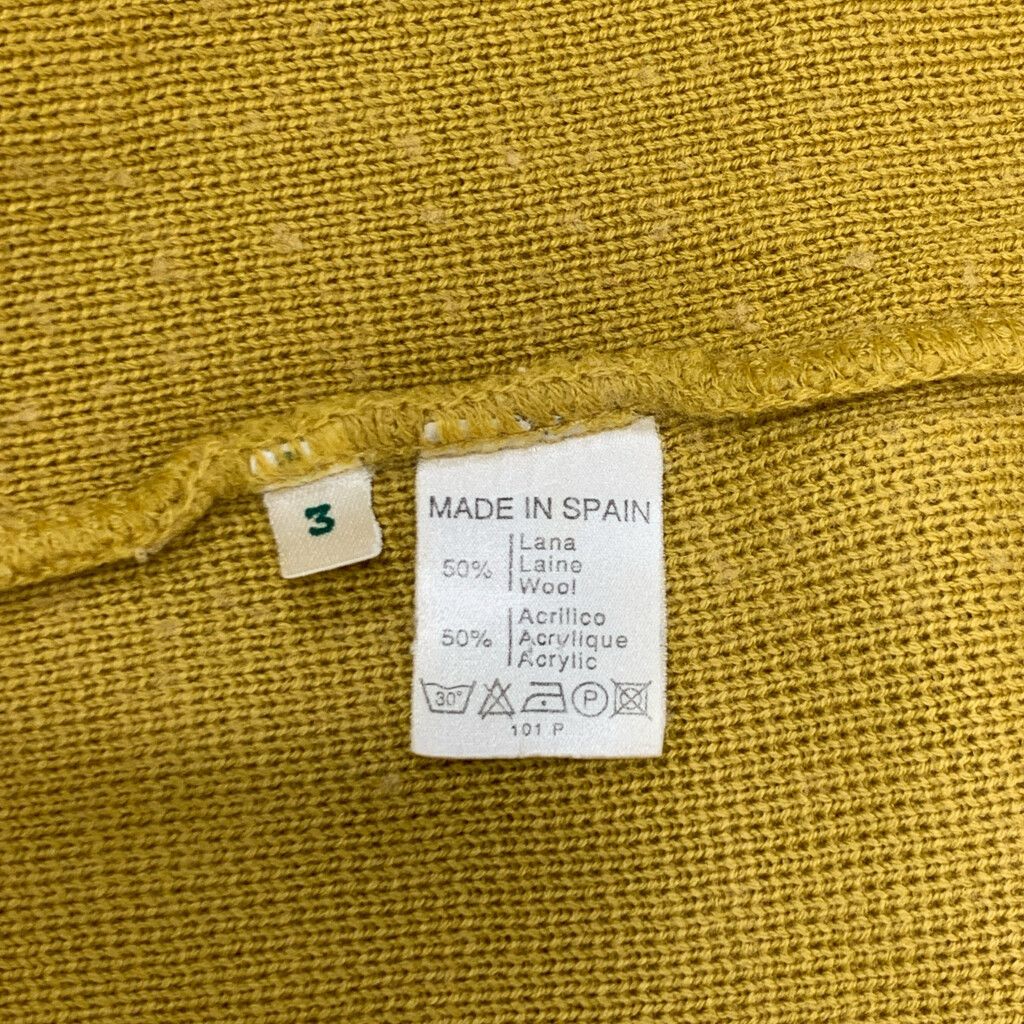 3
MADE IN SPAIN
50%
Lana
Laine
Wool
50%
Acrilico
Acrylique
Acrylic
30° P
101 P